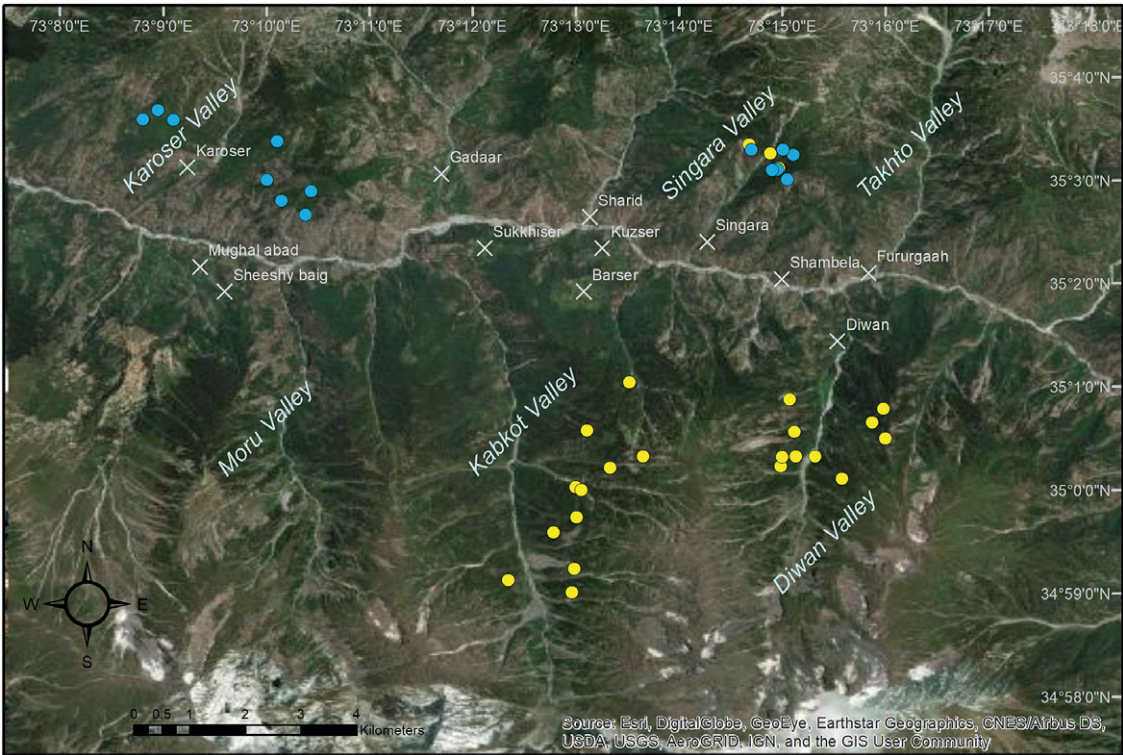 73°8'0"E 73°9'0"E 73°10'0"E 73°11'0"E 73°12'0"E 73°13'0"E 73°14'0"E 73°15'0"E 73°16'0"E 73°17'0"E 73°18'0"E
35°4'0"N
Karoser Valley
Singara Valley
Takhto Valley
Karoser
Gadaar
35°3'0"N
Sharid
Sukkhiser
Kuzser
Singara
Mughal abad
Shambela
Fururgaah
Sheeshy baig
Barser
35°2'0"N
Diwan
35°1'0"N
Moru Valley
Kabkot Valley
35°0'0"N
Diwan Valley
N
W E
S
34°59'0"N
34°58'0"N
0 0.5 1 2 3 4
Kilometers
Source: Esri, DigitalGlobe, GeoEye, Earthstar Geographics, CNES/Airbus DS,
USDA, USGS, AeroGRID, IGN, and the GIS User Community